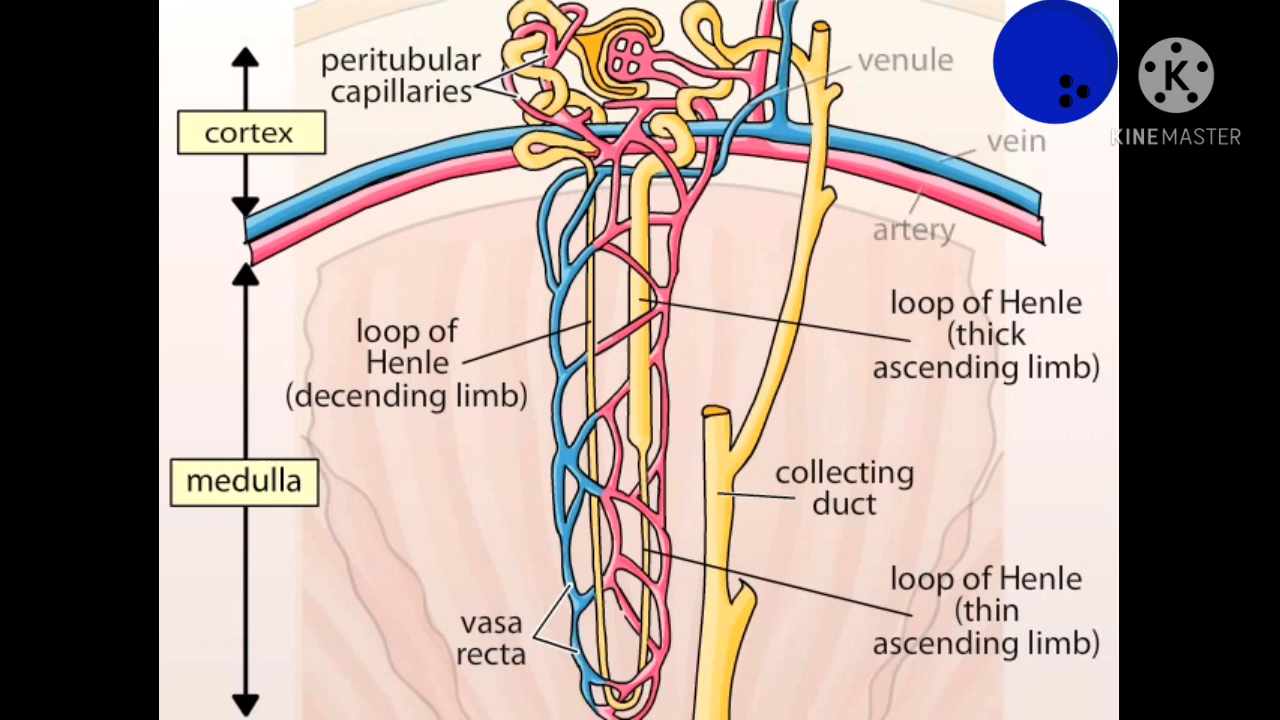 peritubular
capillaries
venule
K
KINEMASTER
cortex
vein
artery
loop of Henle
(thick
ascending limb)
loop of
Henle
(decending limb)
medulla
collecting
duct
loop of Henle
(thin
ascending limb)
vasa
recta